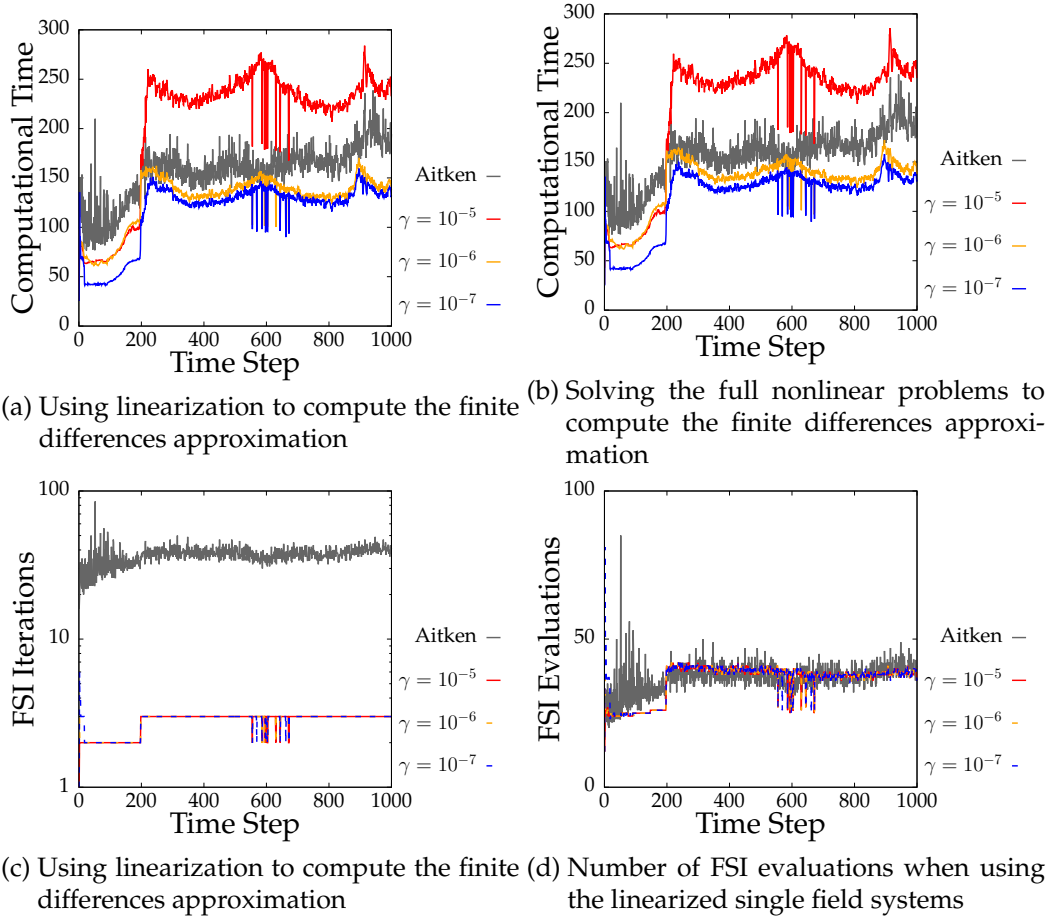 300
250
200
150
100
50
0
Computational Time
0 200 400 600 800 1000
Time Step
Aitken
γ = 10⁻⁵
γ = 10⁻⁶
γ = 10⁻⁷
(a) Using linearization to compute the finite
differences approximation
300
250
200
150
100
50
0
Computational Time
0 200 400 600 800 1000
Time Step
Aitken
γ = 10⁻⁵
γ = 10⁻⁶
γ = 10⁻⁷
(b) Solving the full nonlinear problems to
compute the finite differences approxi-
mation
100
10
1
FSI Iterations
0 200 400 600 800 1000
Time Step
Aitken
γ = 10⁻⁵
γ = 10⁻⁶
γ = 10⁻⁷
(c) Using linearization to compute the finite
differences approximation
100
50
0
FSI Evaluations
0 200 400 600 800 1000
Time Step
Aitken
γ = 10⁻⁵
γ = 10⁻⁶
γ = 10⁻⁷
(d) Number of FSI evaluations when using
the linearized single field systems